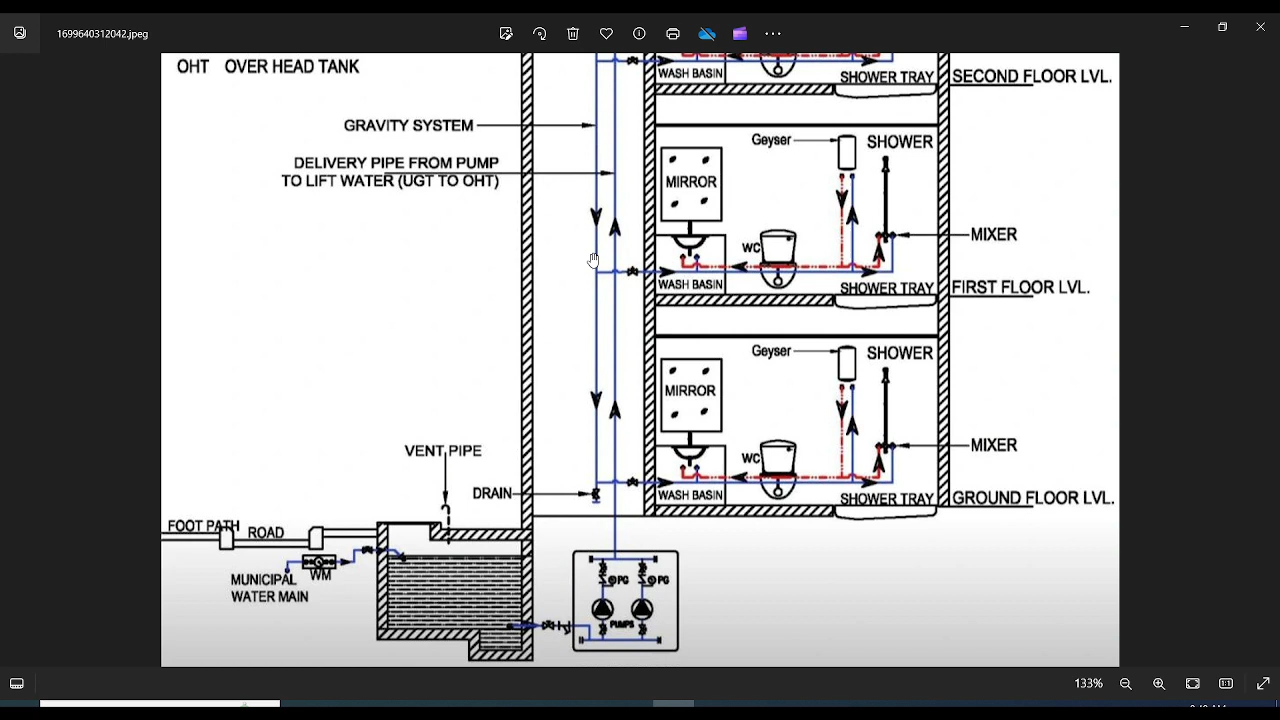 1699640312042.jpeg
OHT OVER HEAD TANK
WASH BASIN
SHOWER TRAY
SECOND FLOOR LVL.
GRAVITY SYSTEM
DELIVERY PIPE FROM PUMP
TO LIFT WATER (UGT TO OHT)
Geyser
SHOWER
MIRROR
WC
MIXER
WASH BASIN
SHOWER TRAY
FIRST FLOOR LVL.
Geyser
SHOWER
MIRROR
WC
MIXER
VENT PIPE
DRAIN
WASH BASIN
SHOWER TRAY
GROUND FLOOR LVL.
FOOT PATH
ROAD
WM
MUNICIPAL
WATER MAIN
PG
PG
PUMPS
133%